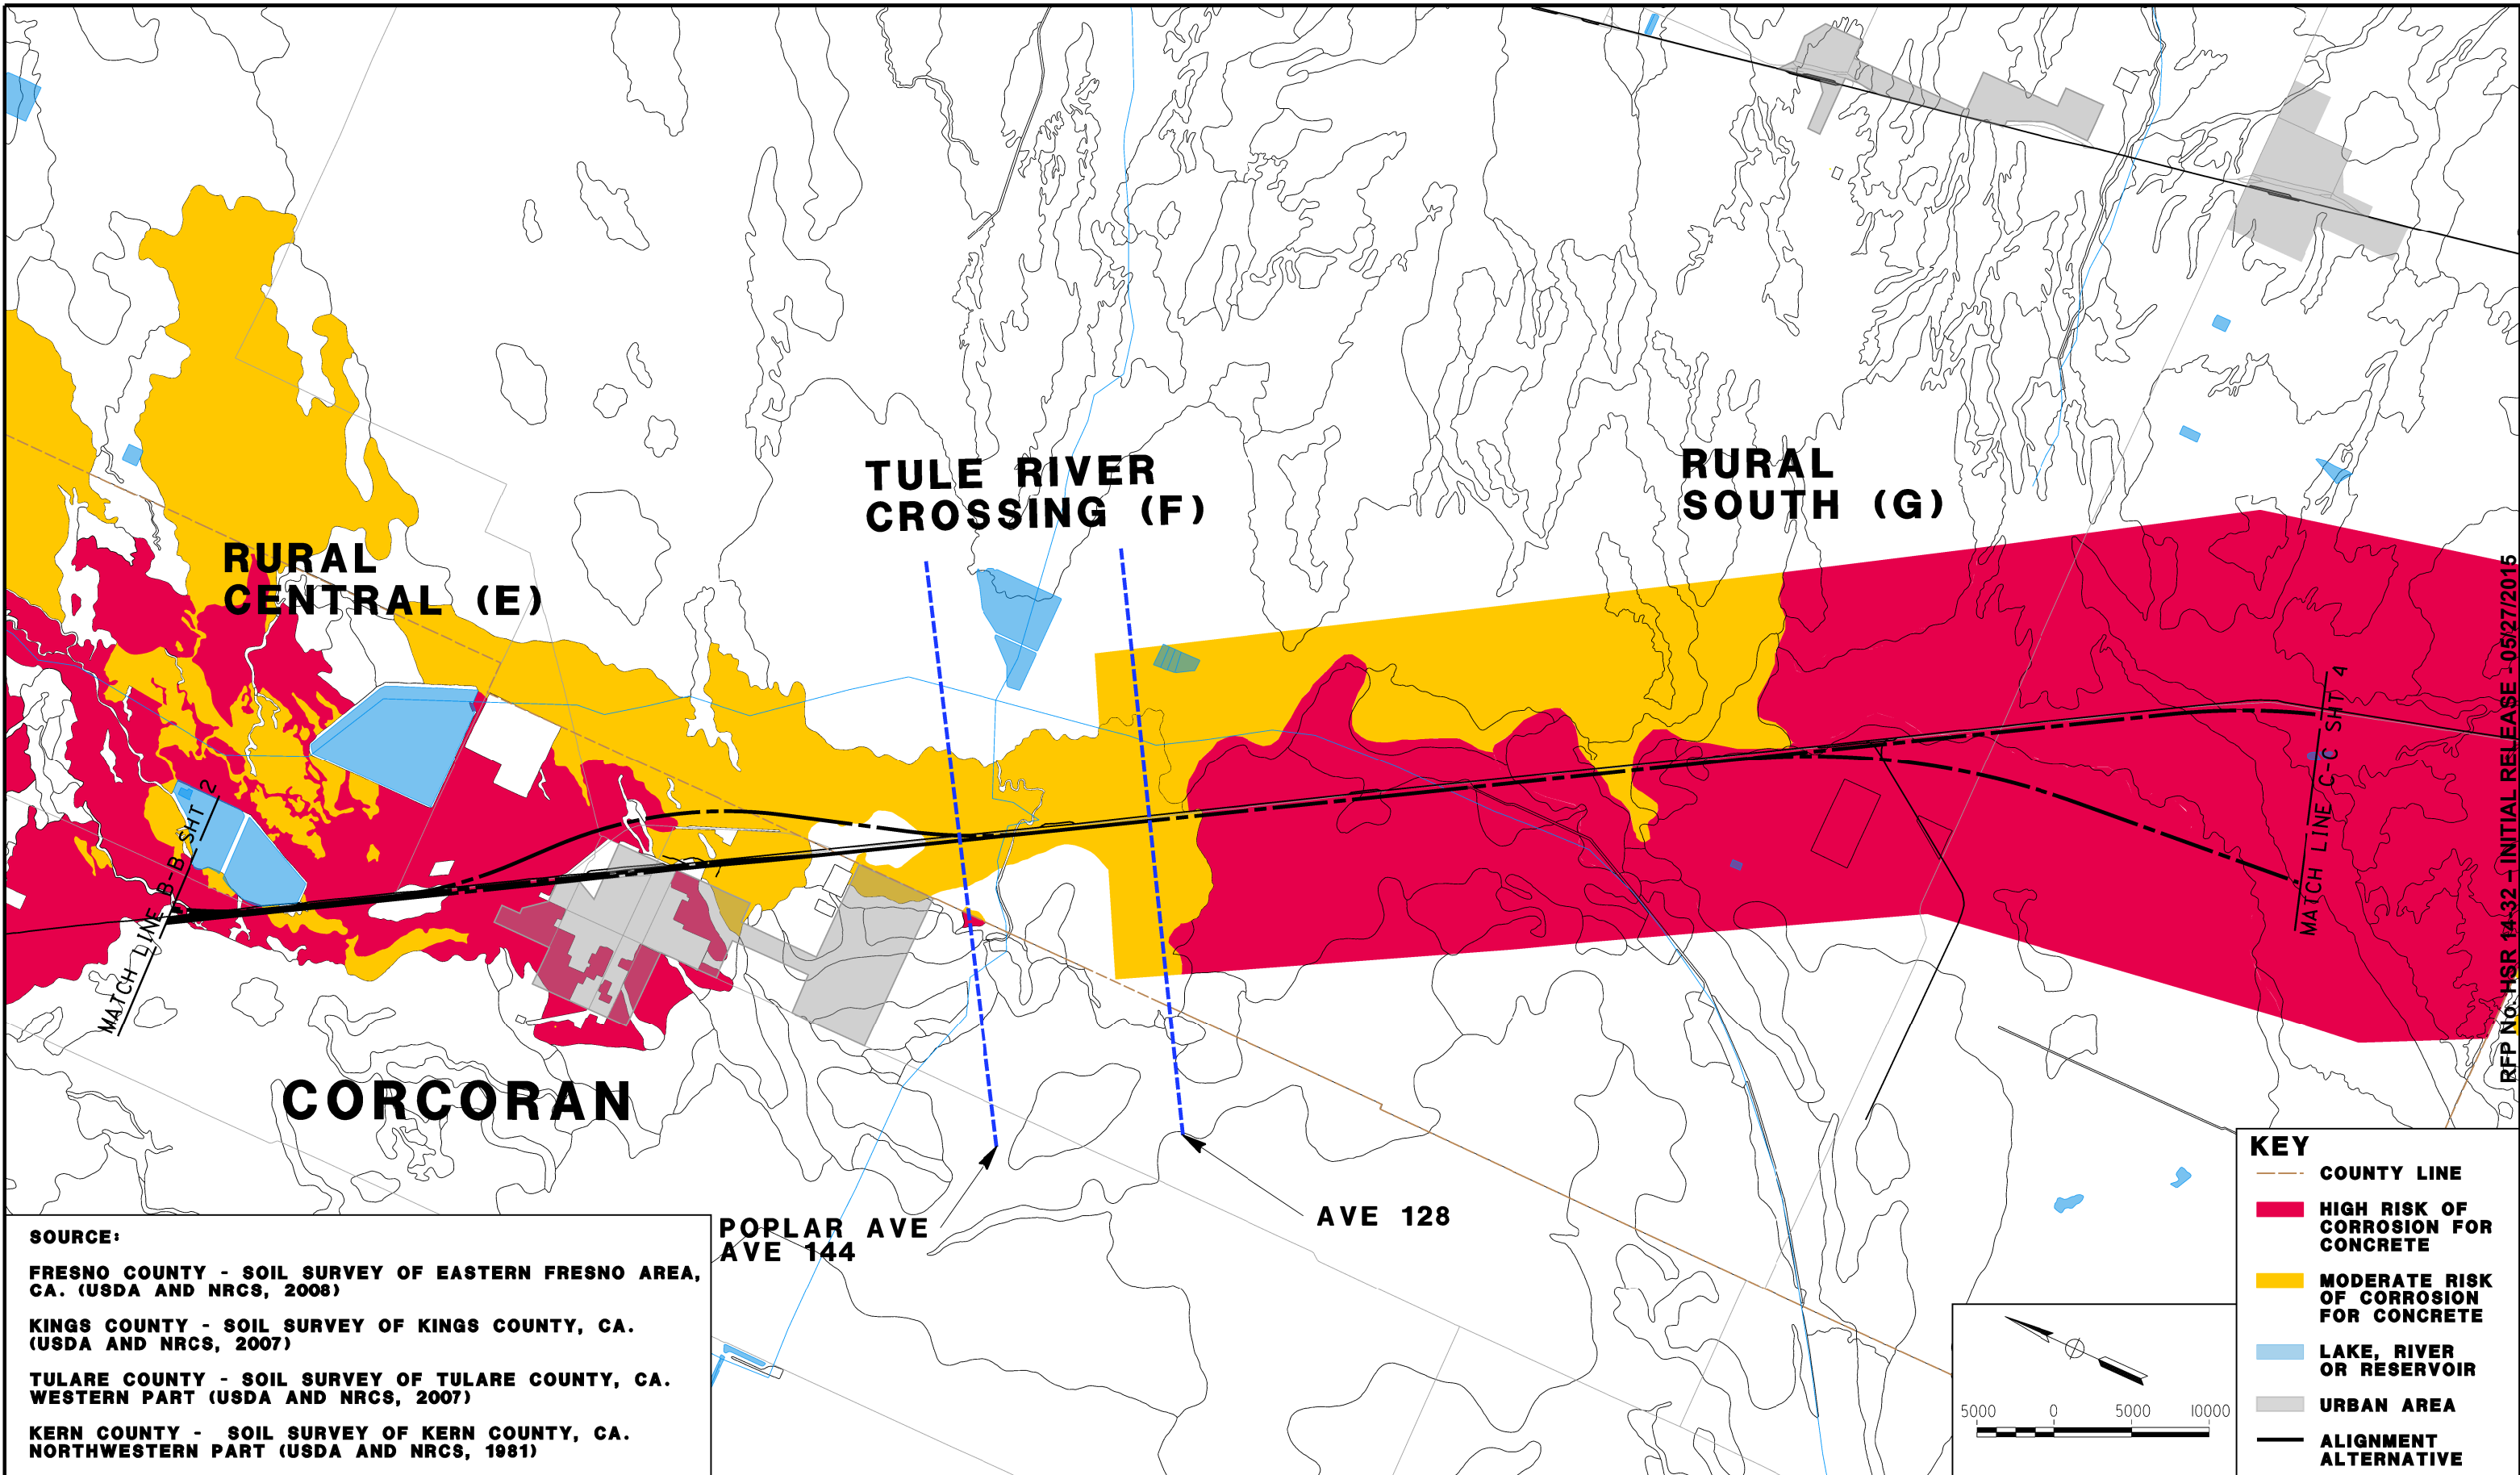 TULE RIVER
CROSSING (F)
RURAL
SOUTH (G)
RURAL
CENTRAL (E)
MATCH LINE B-B SHT 2
MATCH LINE C-C SHT 4
RFP No. HSR 14-32 – INITIAL RELEASE - 05/27/2015
CORCORAN
POPLAR AVE
AVE 144
AVE 128
SOURCE:
FRESNO COUNTY - SOIL SURVEY OF EASTERN FRESNO AREA,
CA. (USDA AND NRCS, 2008)
KINGS COUNTY - SOIL SURVEY OF KINGS COUNTY, CA.
(USDA AND NRCS, 2007)
TULARE COUNTY - SOIL SURVEY OF TULARE COUNTY, CA.
WESTERN PART (USDA AND NRCS, 2007)
KERN COUNTY - SOIL SURVEY OF KERN COUNTY, CA.
NORTHWESTERN PART (USDA AND NRCS, 1981)
5000 0 5000 10000
KEY
COUNTY LINE
HIGH RISK OF
CORROSION FOR
CONCRETE
MODERATE RISK
OF CORROSION
FOR CONCRETE
LAKE, RIVER
OR RESERVOIR
URBAN AREA
ALIGNMENT
ALTERNATIVE